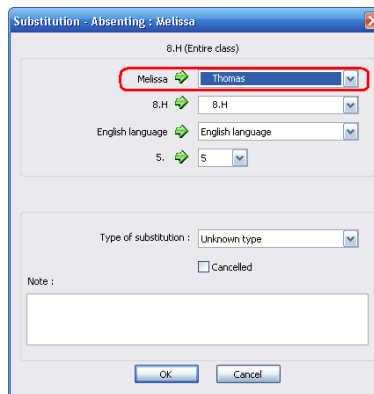 Substitution - Absenting : Melissa
8.H (Entire class)
Melissa Thomas
8.H 8.H
English language English language
5. 5
Type of substitution : Unknown type
Cancelled
Note :
OK Cancel